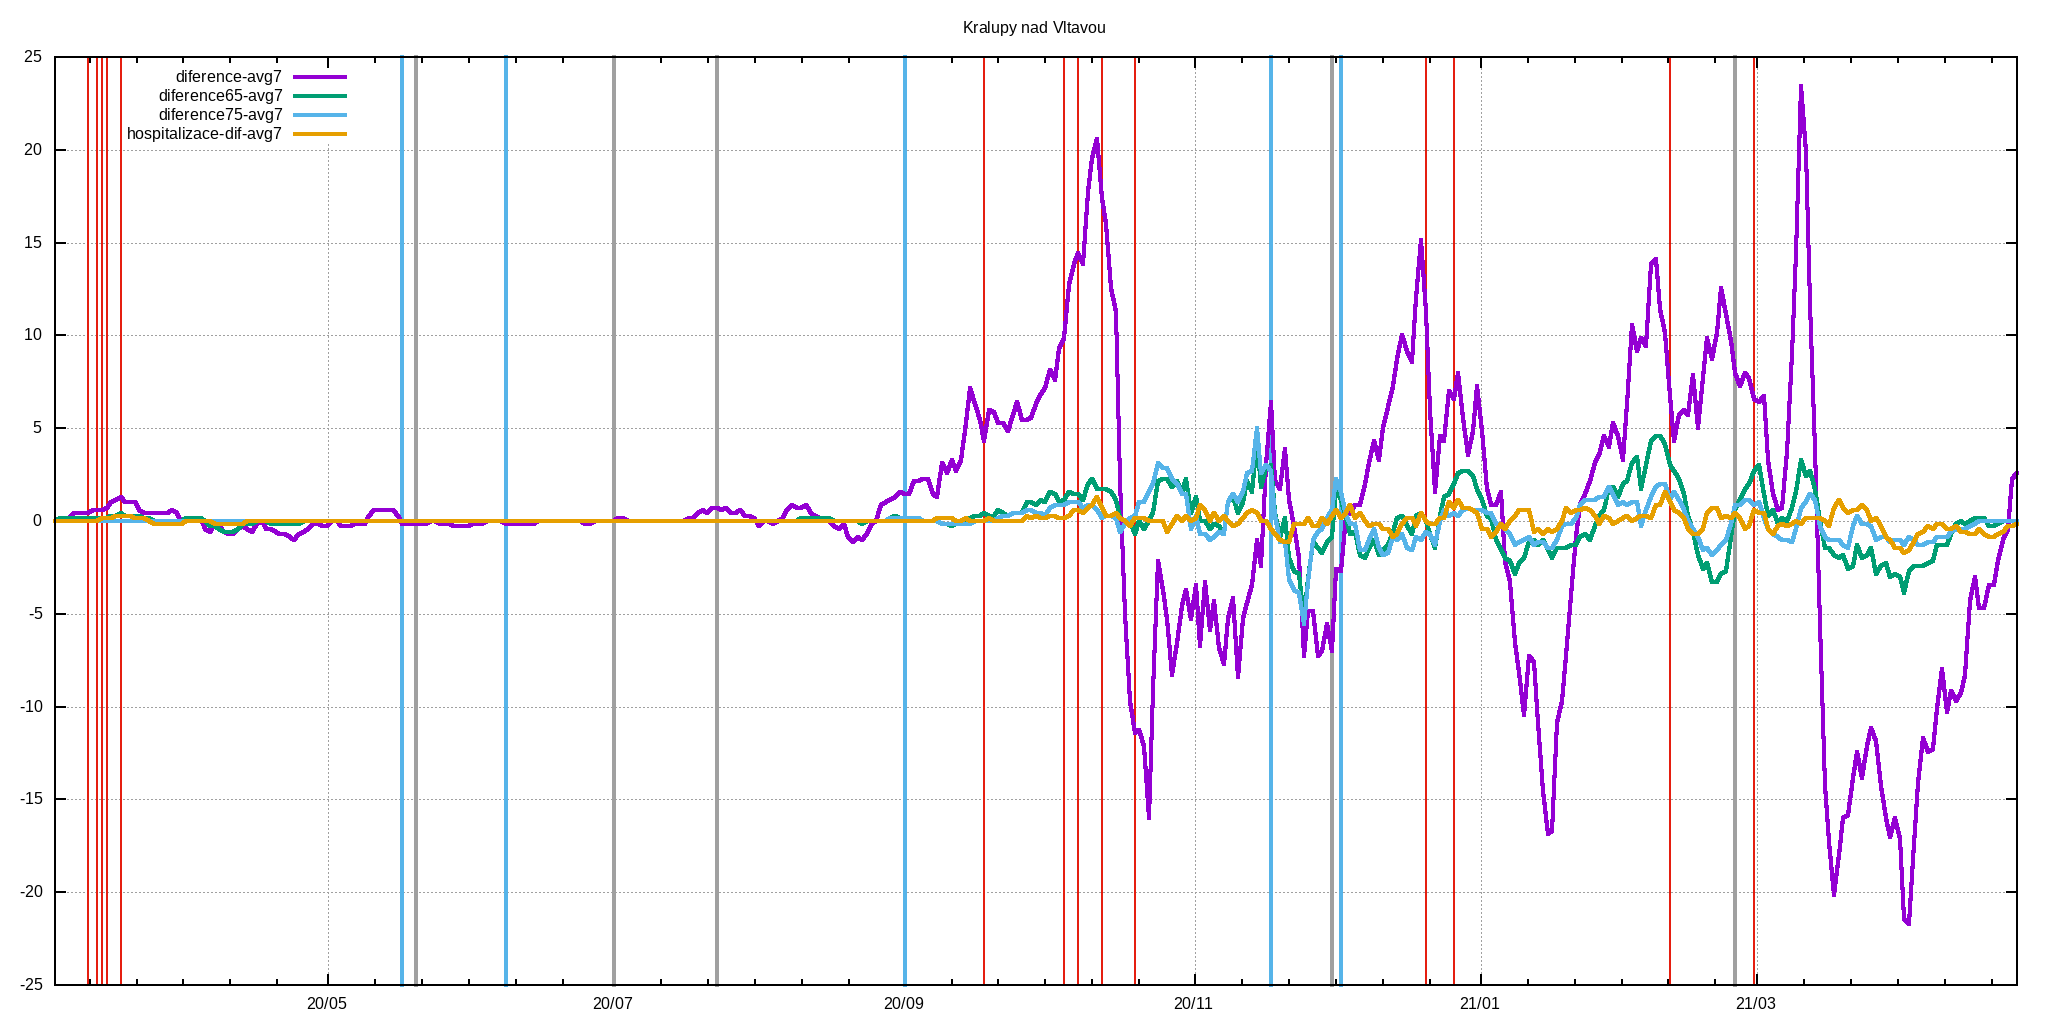 Kralupy nad Vltavou
diference-avg7
diference65-avg7
diference75-avg7
hospitalizace-dif-avg7
25
20
15
10
5
0
-5
-10
-15
-20
-25
20/05 20/07 20/09 20/11 21/01 21/03